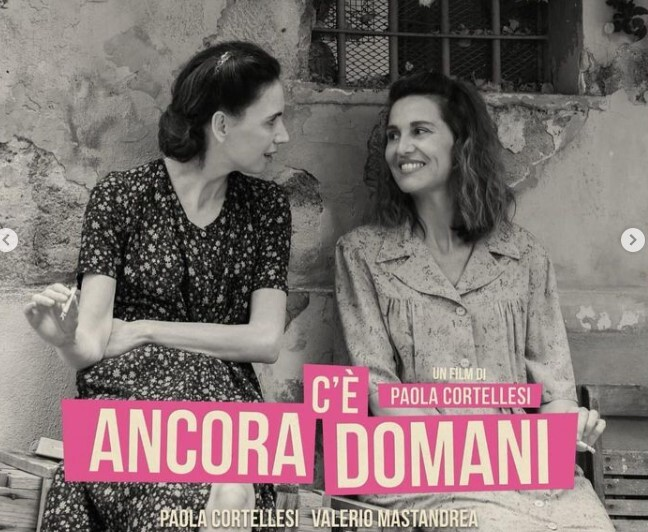 UN FILM DI
PAOLA CORTELLESI
C'È
ANCORA DOMANI
PAOLA CORTELLESI VALERIO MASTANDREA